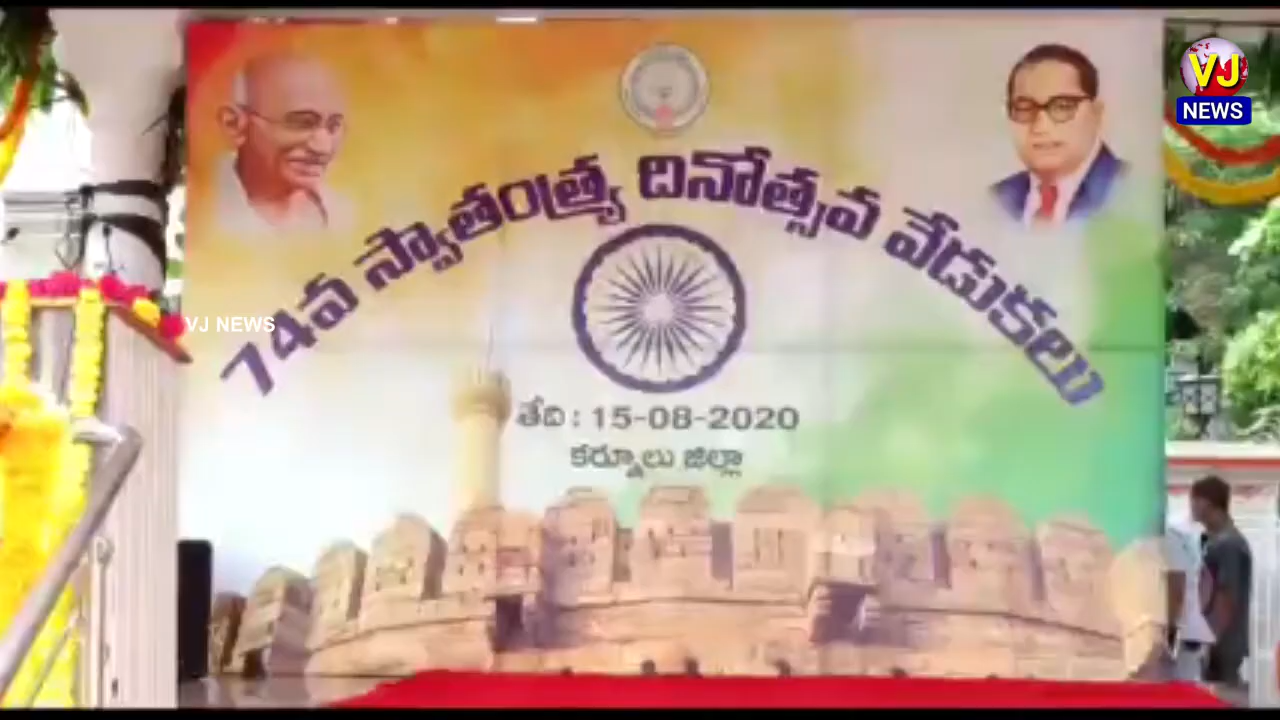 VJ
NEWS
74వ స్వాతంత్ర్య దినోత్సవ వేడుకలు
VJ NEWS
తేది : 15-08-2020
కర్నూలు జిల్లా